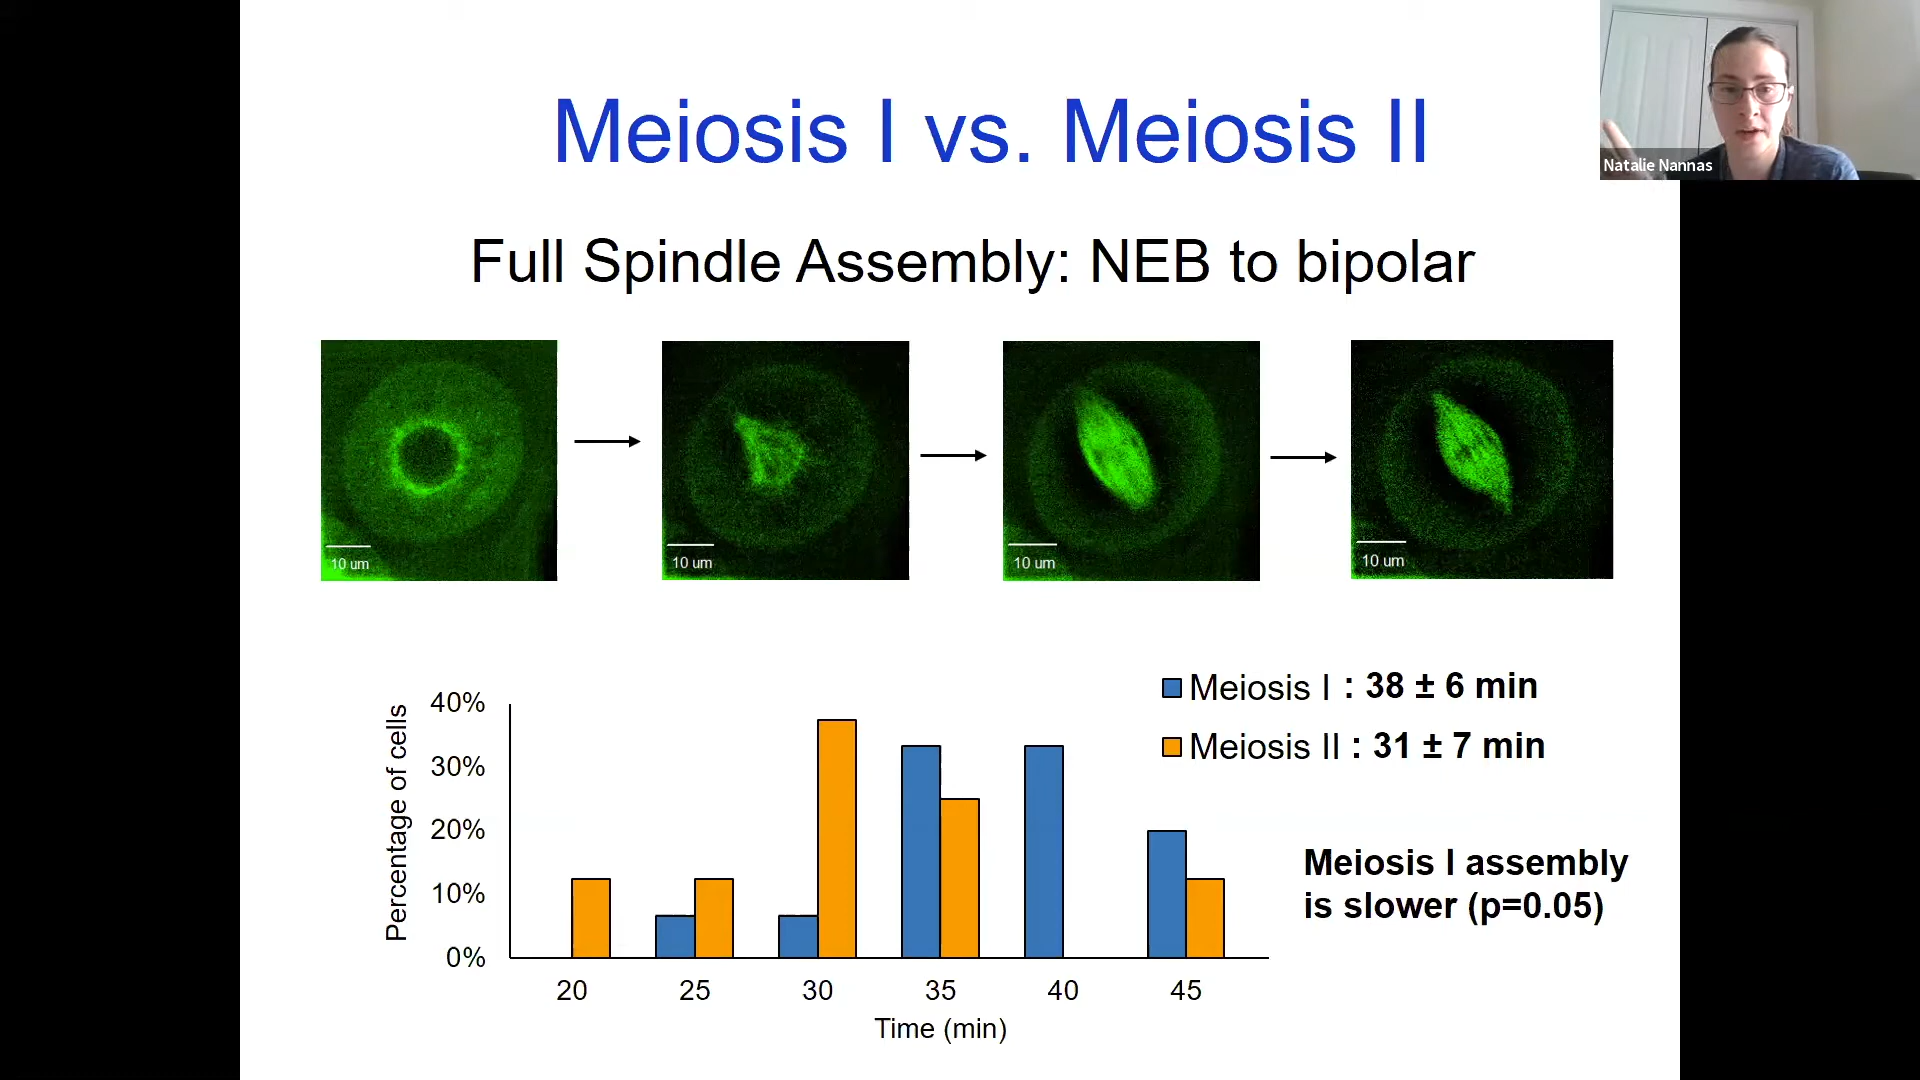 Meiosis I vs. Meiosis II
Natalie Nannas
Full Spindle Assembly: NEB to bipolar
10 um
10 um
10 um
10 um
Meiosis I : 38 ± 6 min
Meiosis II : 31 ± 7 min
Meiosis I assembly
is slower (p=0.05)
Percentage of cells
40%
30%
20%
10%
0%
20 25 30 35 40 45
Time (min)